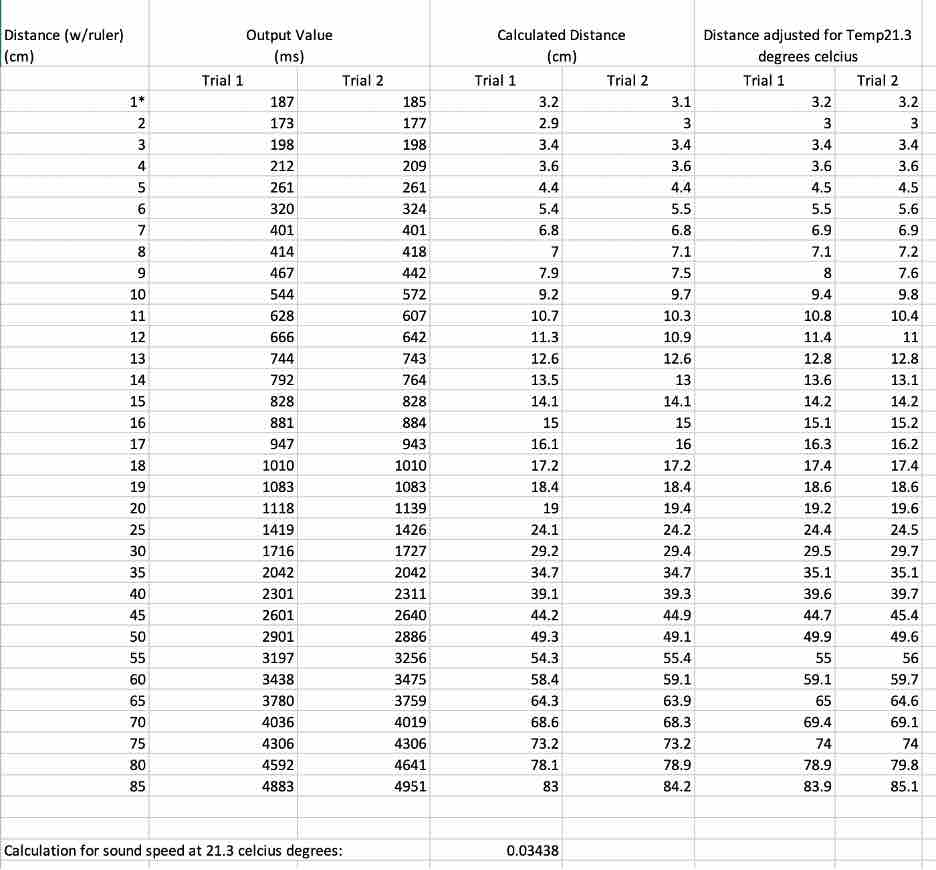 Distance (w/ruler) Output Value Calculated Distance Distance adjusted for Temp21.3
(cm) (ms) (cm) degrees celcius
Trial 1 Trial 2 Trial 1 Trial 2 Trial 1 Trial 2
1* 187 185 3.2 3.1 3.2 3.2
2 173 177 2.9 3 3 3
3 198 198 3.4 3.4 3.4 3.4
4 212 209 3.6 3.6 3.6 3.6
5 261 261 4.4 4.4 4.5 4.5
6 320 324 5.4 5.5 5.5 5.6
7 401 401 6.8 6.8 6.9 6.9
8 414 418 7 7.1 7.1 7.2
9 467 442 7.9 7.5 8 7.6
10 544 572 9.2 9.7 9.4 9.8
11 628 607 10.7 10.3 10.8 10.4
12 666 642 11.3 10.9 11.4 11
13 744 743 12.6 12.6 12.8 12.8
14 792 764 13.5 13 13.6 13.1
15 828 828 14.1 14.1 14.2 14.2
16 881 884 15 15 15.1 15.2
17 947 943 16.1 16 16.3 16.2
18 1010 1010 17.2 17.2 17.4 17.4
19 1083 1083 18.4 18.4 18.6 18.6
20 1118 1139 19 19.4 19.2 19.6
25 1419 1426 24.1 24.2 24.4 24.5
30 1716 1727 29.2 29.4 29.5 29.7
35 2042 2042 34.7 34.7 35.1 35.1
40 2301 2311 39.1 39.3 39.6 39.7
45 2601 2640 44.2 44.9 44.7 45.4
50 2901 2886 49.3 49.1 49.9 49.6
55 3197 3256 54.3 55.4 55 56
60 3438 3475 58.4 59.1 59.1 59.7
65 3780 3759 64.3 63.9 65 64.6
70 4036 4019 68.6 68.3 69.4 69.1
75 4306 4306 73.2 73.2 74 74
80 4592 4641 78.1 78.9 78.9 79.8
85 4883 4951 83 84.2 83.9 85.1
Calculation for sound speed at 21.3 celcius degrees: 0.03438